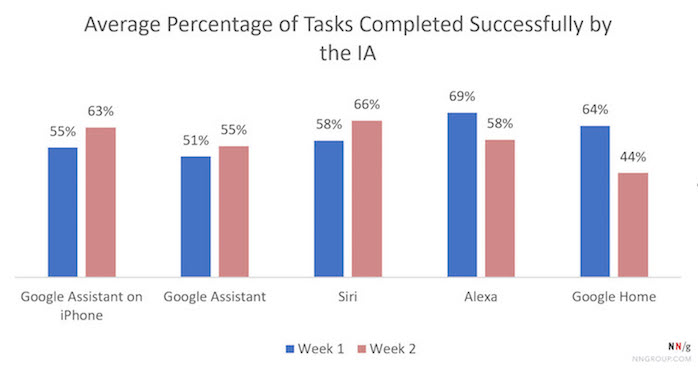 Average Percentage of Tasks Completed Successfully by
the IA
55%
63%
51%
55%
58%
66%
69%
58%
64%
44%
Google Assistant on
iPhone
Google Assistant
Siri
Alexa
Google Home
Week 1
Week 2
NN/g
NNGROUP.COM